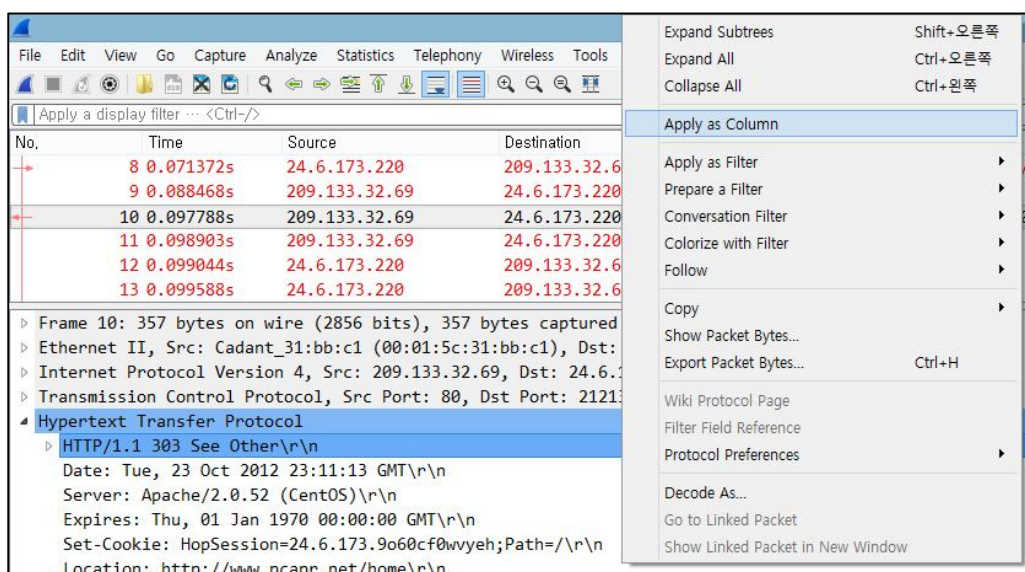 File Edit View Go Capture Analyze Statistics Telephony Wireless Tools
Apply a display filter ··· <Ctrl-/>
No. Time Source Destination
8 0.071372s 24.6.173.220 209.133.32.6
9 0.088468s 209.133.32.69 24.6.173.220
10 0.097788s 209.133.32.69 24.6.173.220
11 0.098903s 209.133.32.69 24.6.173.220
12 0.099044s 24.6.173.220 209.133.32.6
13 0.099588s 24.6.173.220 209.133.32.6
Frame 10: 357 bytes on wire (2856 bits), 357 bytes captured
Ethernet II, Src: Cadant_31:bb:c1 (00:01:5c:31:bb:c1), Dst:
Internet Protocol Version 4, Src: 209.133.32.69, Dst: 24.6.1
Transmission Control Protocol, Src Port: 80, Dst Port: 2121
Hypertext Transfer Protocol
HTTP/1.1 303 See Other\r\n
Date: Tue, 23 Oct 2012 23:11:13 GMT\r\n
Server: Apache/2.0.52 (CentOS)\r\n
Expires: Thu, 01 Jan 1970 00:00:00 GMT\r\n
Set-Cookie: HopSession=24.6.173.9o60cf0wvyeh;Path=/\r\n
Location: http://www.pcapr.net/home\r\n
Expand Subtrees Shift+오른쪽
Expand All Ctrl+오른쪽
Collapse All Ctrl+왼쪽
Apply as Column
Apply as Filter
Prepare a Filter
Conversation Filter
Colorize with Filter
Follow
Copy
Show Packet Bytes...
Export Packet Bytes... Ctrl+H
Wiki Protocol Page
Filter Field Reference
Protocol Preferences
Decode As...
Go to Linked Packet
Show Linked Packet in New Window